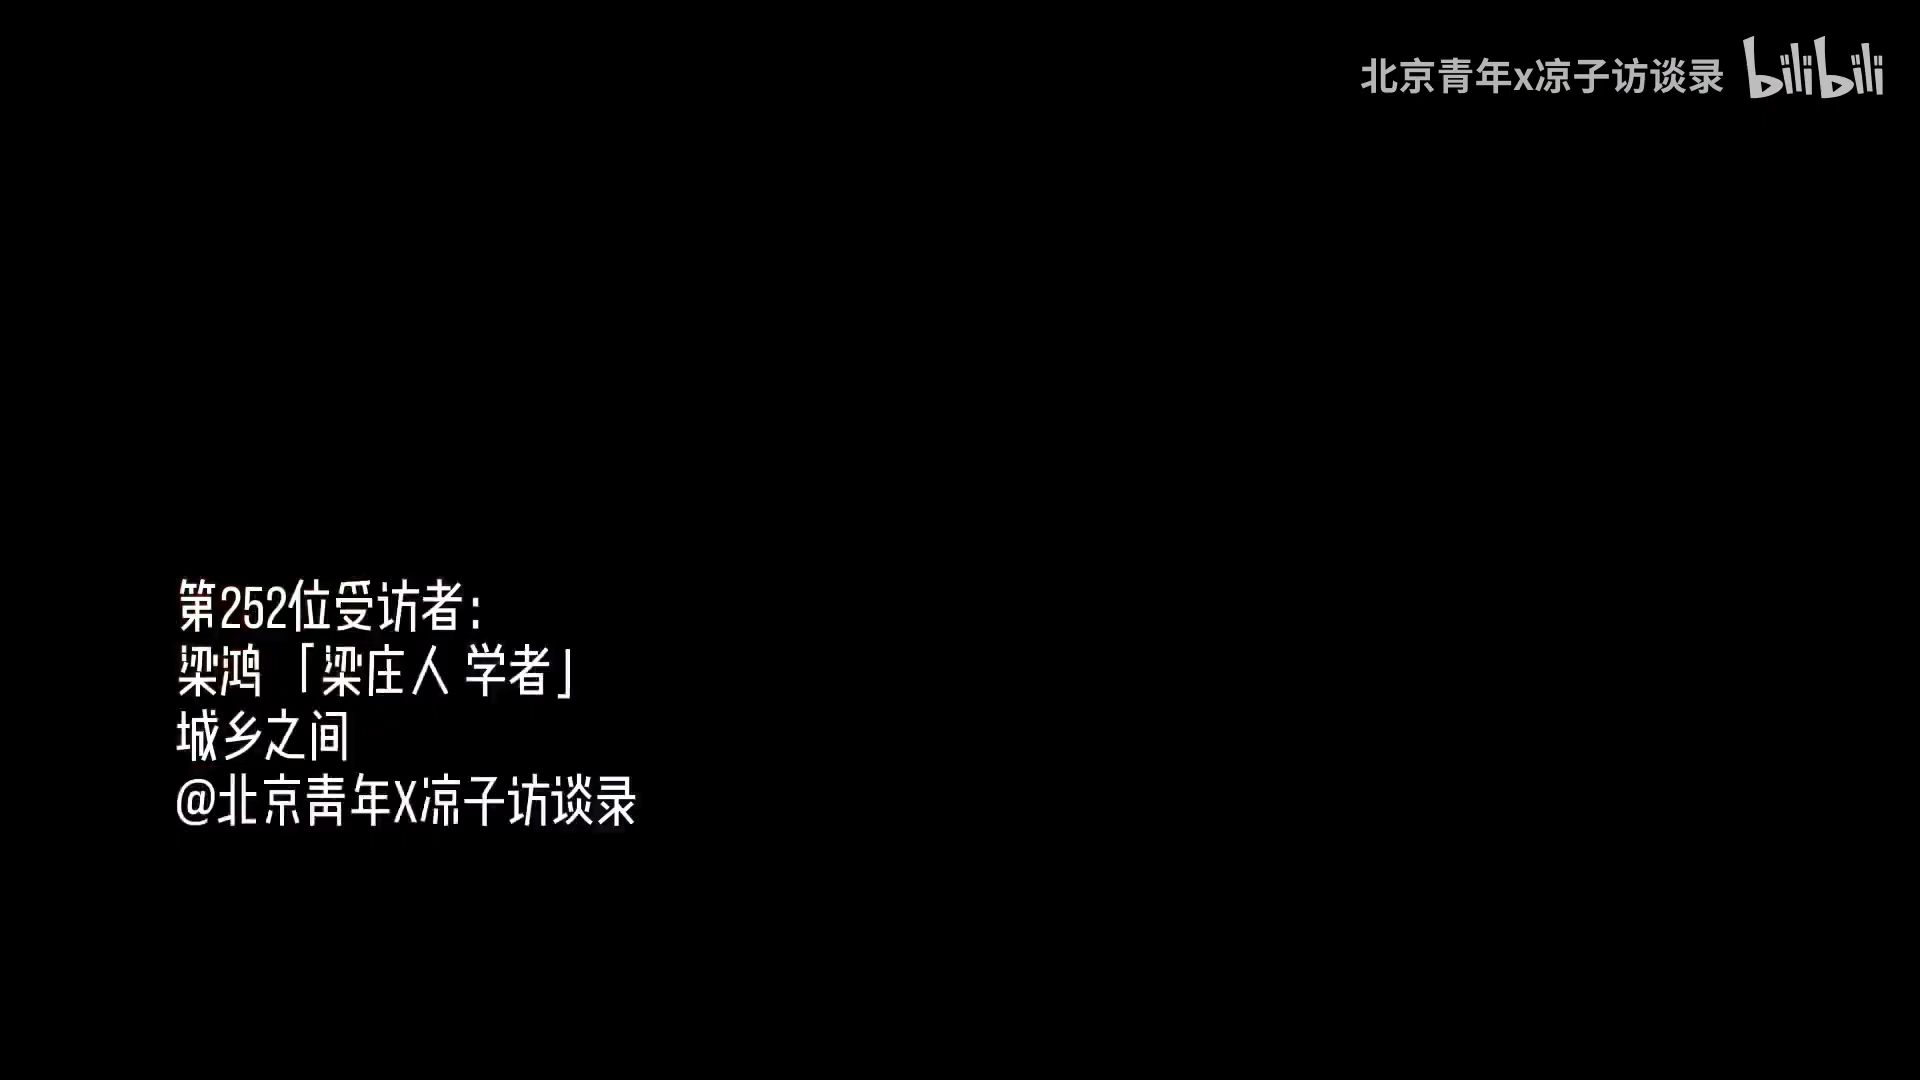 北京青年x凉子访谈录 bilibili
第252位受访者：
梁鸿「梁庄人 学者」
城乡之间
@北京青年X凉子访谈录